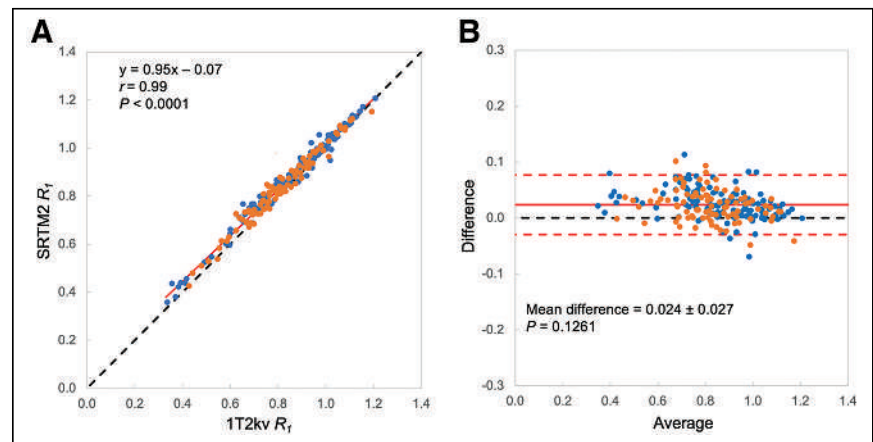 A
y = 0.95x – 0.07
r = 0.99
P < 0.0001
SRTM2 Rf
1.4
1.2
1.0
0.8
0.6
0.4
0.2
0.0
0.0 0.2 0.4 0.6 0.8 1.0 1.2 1.4
1T2kv Rf
B
Difference
0.3
0.2
0.1
0.0
-0.1
-0.2
-0.3
Mean difference = 0.024 ± 0.027
P = 0.1261
0.0 0.2 0.4 0.6 0.8 1.0 1.2 1.4
Average